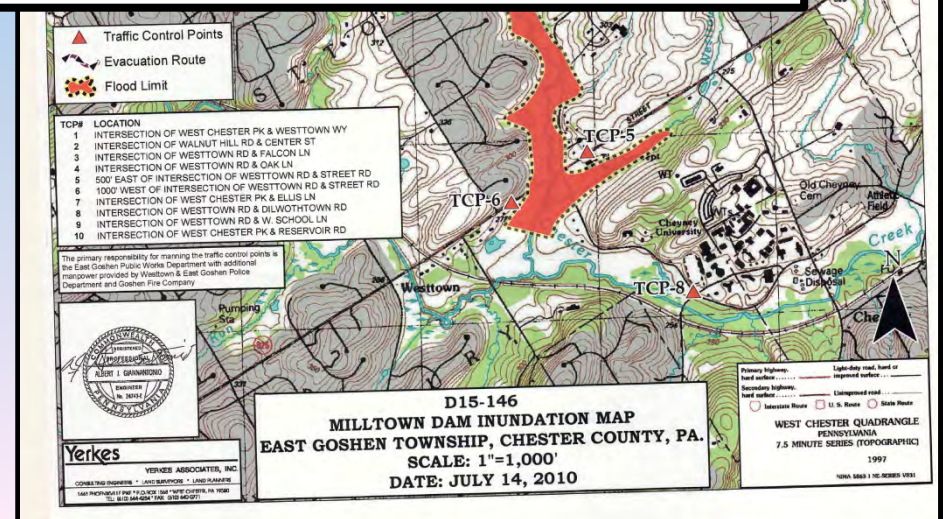 Traffic Control Points
Evacuation Route
Flood Limit
TCP# LOCATION
1 INTERSECTION OF WEST CHESTER PK & WESTTOWN WY
2 INTERSECTION OF WALNUT HILL RD & CENTER ST
3 INTERSECTION OF WESTTOWN RD & FALCON LN
4 INTERSECTION OF WESTTOWN RD & OAK LN
5 500' EAST OF INTERSECTION OF WESTTOWN RD & STREET RD
6 1000' WEST OF INTERSECTION OF WESTTOWN RD & STREET RD
7 INTERSECTION OF WEST CHESTER PK & ELLIS LN
8 INTERSECTION OF WESTTOWN RD & DILWORTHTOWN RD
9 INTERSECTION OF WESTTOWN RD & W. SCHOOL LN
10 INTERSECTION OF WEST CHESTER PK & RESERVOIR RD
The primary responsibility for manning the traffic control points is
the East Goshen Public Works Department with additional
manpower provided by Westtown & East Goshen Police
Department and Goshen Fire Company
STREET
275
TCP-5
TCP-6
WT
Cheyney
University
WTs
Old Cheyney
Cem
Athletic
Field
Creek
N
Sewage
Disposal
TCP-8
Westtown
Pumping
Sta
Run
COMMONWEALTH
REGISTERED
PROFESSIONAL
ALBERT J. GIANNANTONIO
ENGINEER
PENNSYLVANIA
D15-146
MILLTOWN DAM INUNDATION MAP
EAST GOSHEN TOWNSHIP, CHESTER COUNTY, PA.
SCALE: 1"=1,000'
DATE: JULY 14, 2010
Yerkes
YERKES ASSOCIATES, INC.
CONSULTING ENGINEERS * LAND SURVEYORS * LAND PLANNERS
Primary highway, hard surface
Light-duty road, hard or improved surface
Secondary highway, hard surface
Unimproved road
Interstate Route U. S. Route State Route
WEST CHESTER QUADRANGLE
PENNSYLVANIA
7.5 MINUTE SERIES (TOPOGRAPHIC)
1997